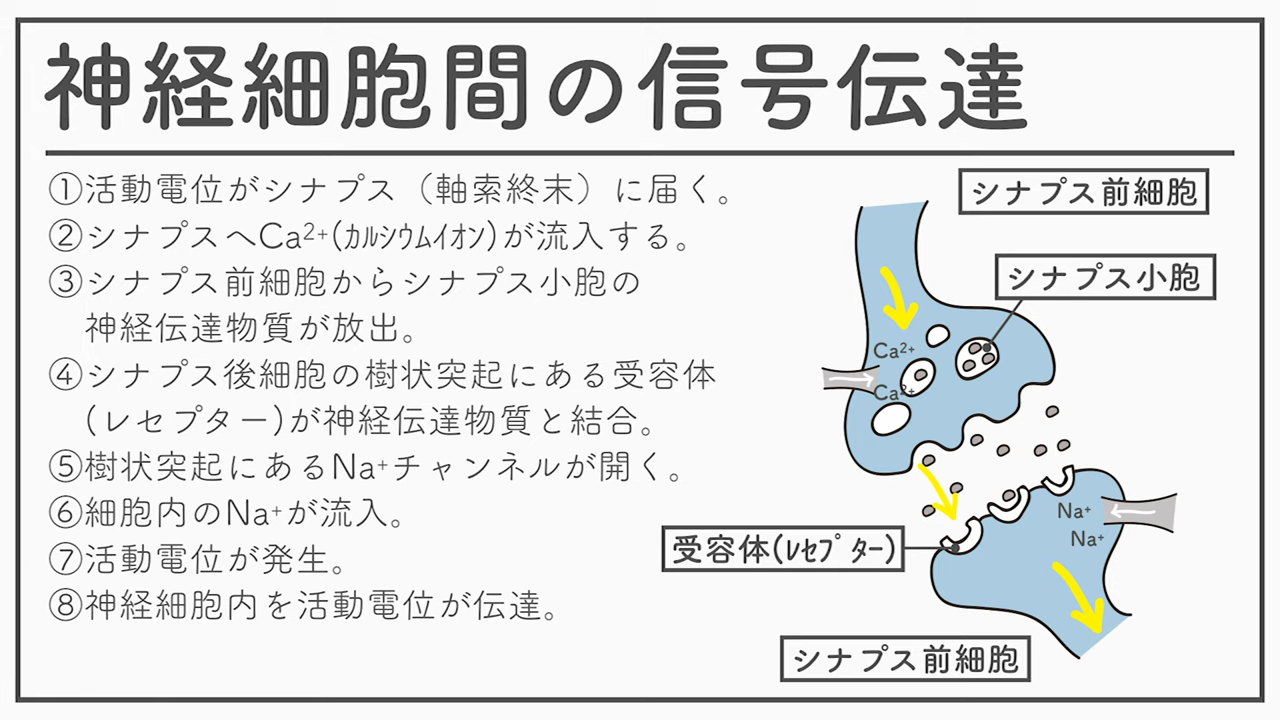 神経細胞間の信号伝達
①活動電位がシナプス（軸索終末）に届く。
②シナプスへCa²⁺(ｶﾙｼｳﾑｲｵﾝ)が流入する。
③シナプス前細胞からシナプス小胞の
神経伝達物質が放出。
④シナプス後細胞の樹状突起にある受容体
(レセプター)が神経伝達物質と結合。
⑤樹状突起にあるNa⁺チャンネルが開く。
⑥細胞内のNa⁺が流入。
⑦活動電位が発生。
⑧神経細胞内を活動電位が伝達。
シナプス前細胞
シナプス小胞
Ca²⁺
Ca²⁺
Na⁺
Na⁺
受容体(ﾚｾﾌﾟﾀｰ)
シナプス前細胞